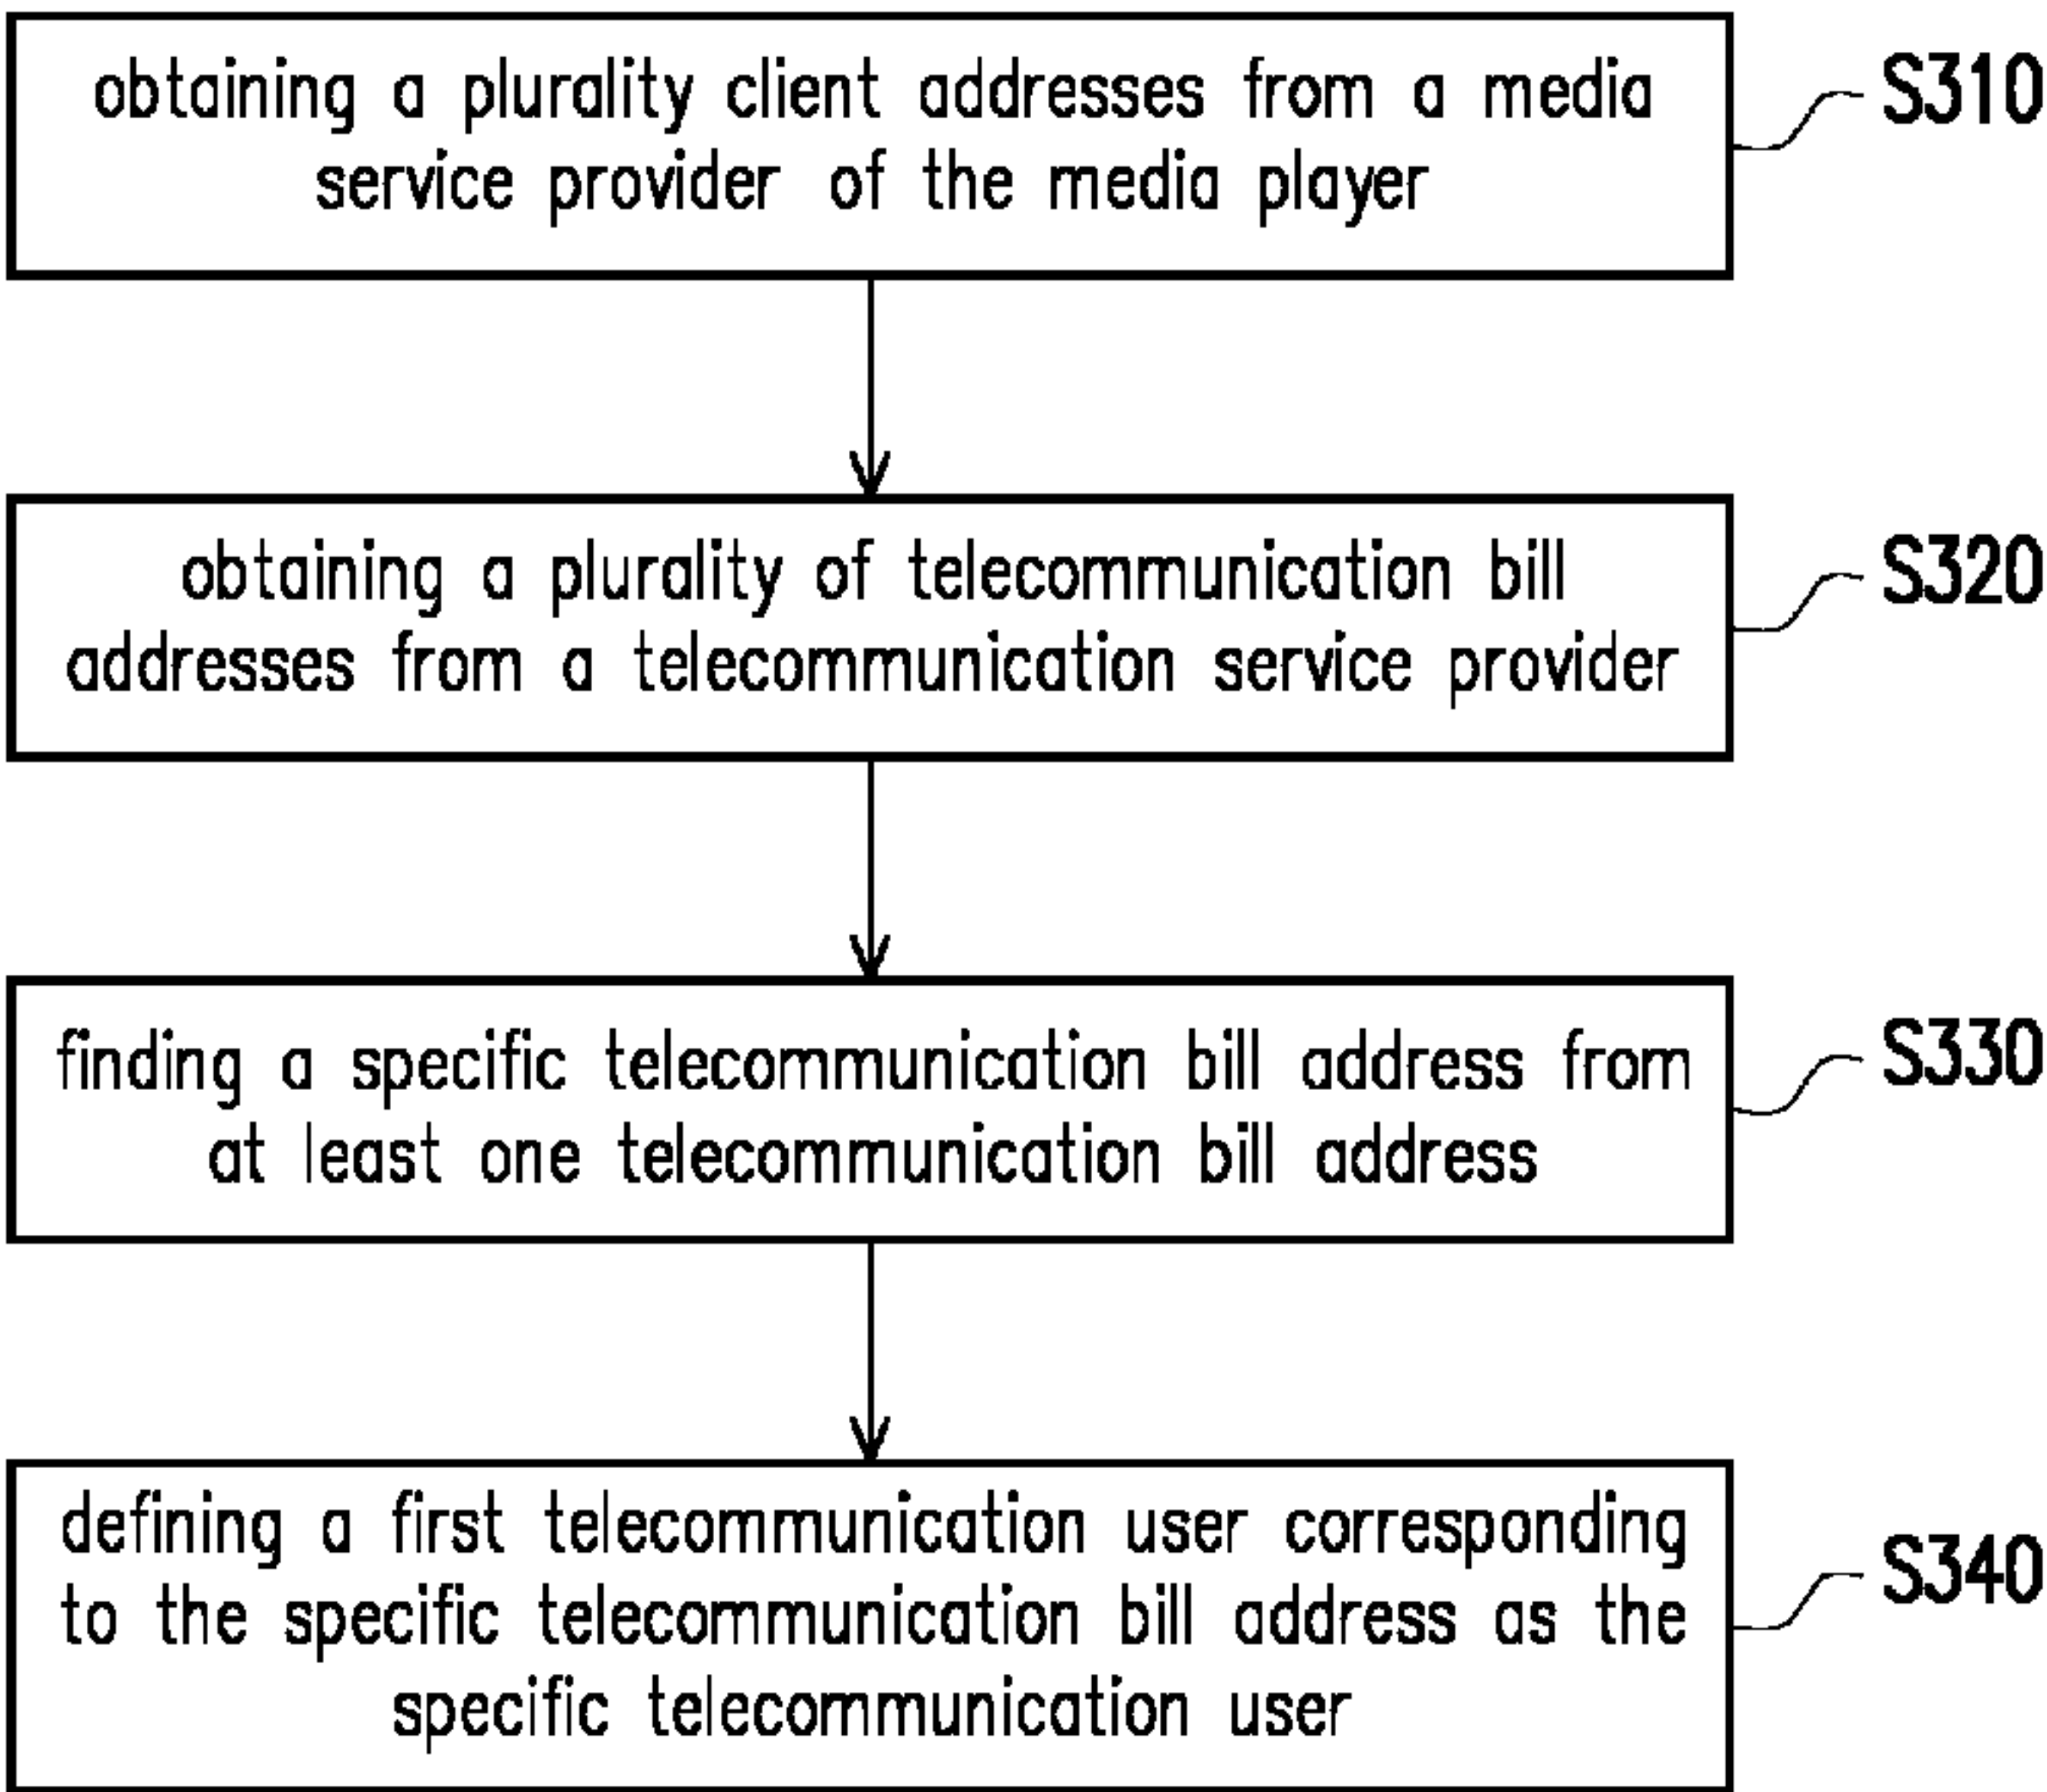 obtaining a plurality client addresses from a media
service provider of the media player
S310
obtaining a plurality of telecommunication bill
addresses from a telecommunication service provider
S320
finding a specific telecommunication bill address from
at least one telecommunication bill address
S330
defining a first telecommunication user corresponding
to the specific telecommunication bill address as the
specific telecommunication user
S340